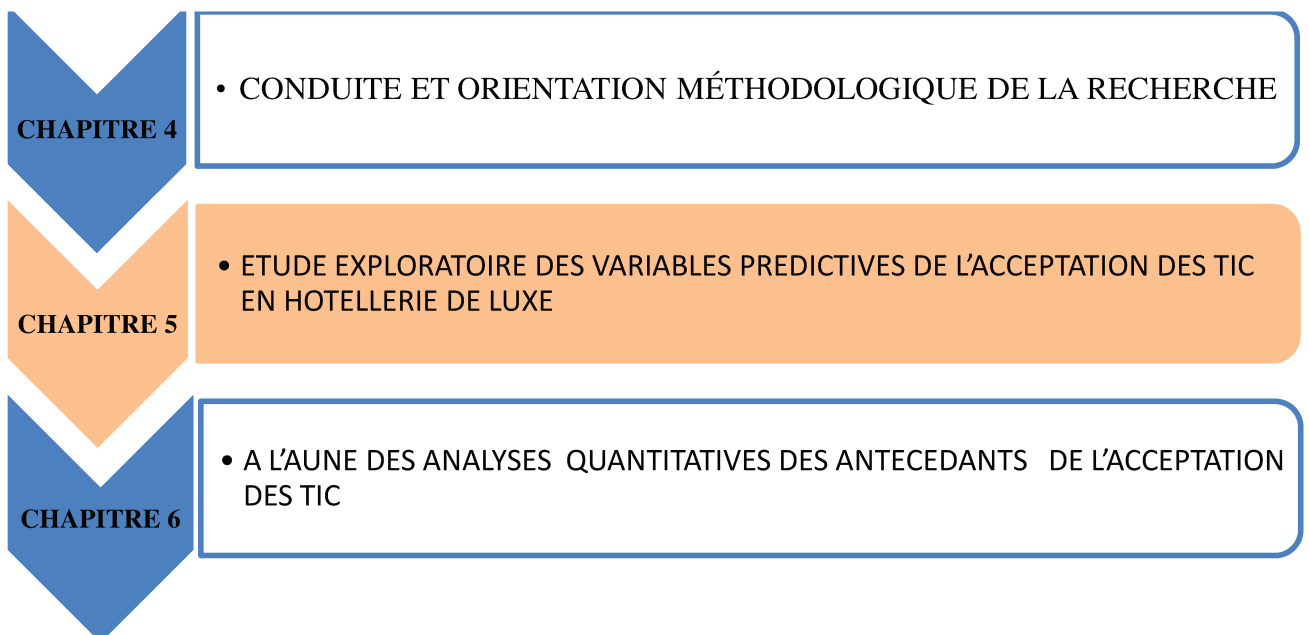 CHAPITRE 4
• CONDUITE ET ORIENTATION MÉTHODOLOGIQUE DE LA RECHERCHE
CHAPITRE 5
• ETUDE EXPLORATOIRE DES VARIABLES PREDICTIVES DE L’ACCEPTATION DES TIC
EN HOTELLERIE DE LUXE
CHAPITRE 6
• A L’AUNE DES ANALYSES QUANTITATIVES DES ANTECEDANTS DE L’ACCEPTATION
DES TIC